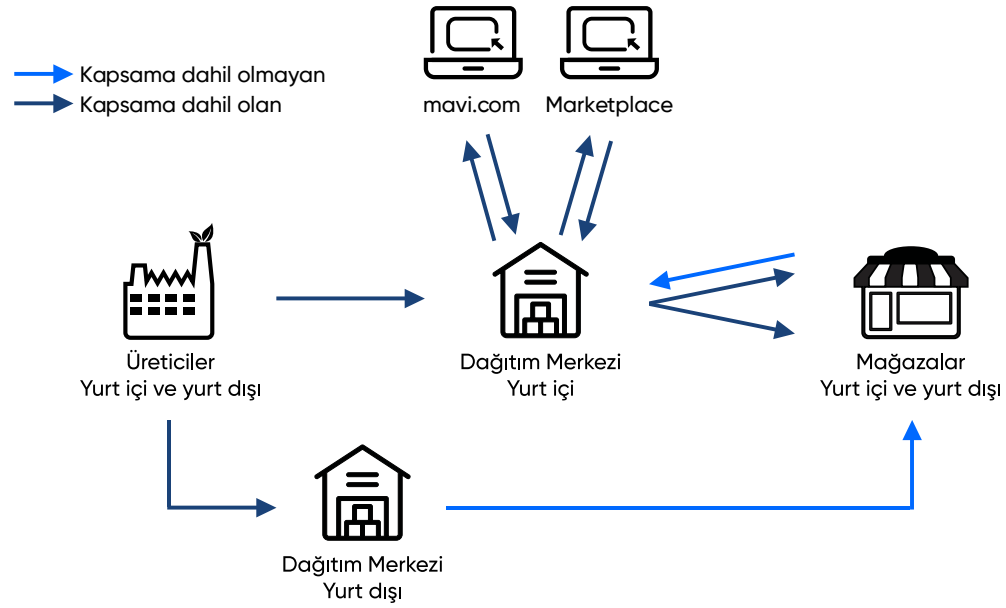 Kapsama dahil olmayan
Kapsama dahil olan
mavi.com
Marketplace
Üreticiler
Yurt içi ve yurt dışı
Dağıtım Merkezi
Yurt içi
Mağazalar
Yurt içi ve yurt dışı
Dağıtım Merkezi
Yurt dışı